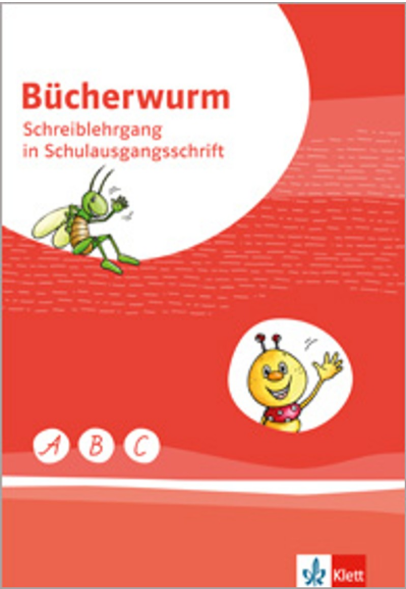 Bücherwurm
Schreiblehrgang
in Schulausgangsschrift
A B C
Klett